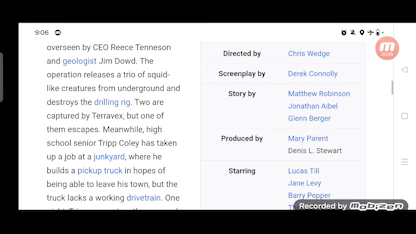 9:06
overseen by CEO Reece Tenneson
and geologist Jim Dowd. The
operation releases a trio of squid-
like creatures from underground and
destroys the drilling rig. Two are
captured by Terravex, but one of
them escapes. Meanwhile, high
school senior Tripp Coley has taken
up a job at a junkyard, where he
builds a pickup truck in hopes of
being able to leave his town, but the
truck lacks a working drivetrain. One
Directed by Chris Wedge
Screenplay by Derek Connolly
Story by Matthew Robinson
Jonathan Aibel
Glenn Berger
Produced by Mary Parent
Denis L. Stewart
Starring Lucas Till
Jane Levy
Barry Pepper
Recorded by Mobizen